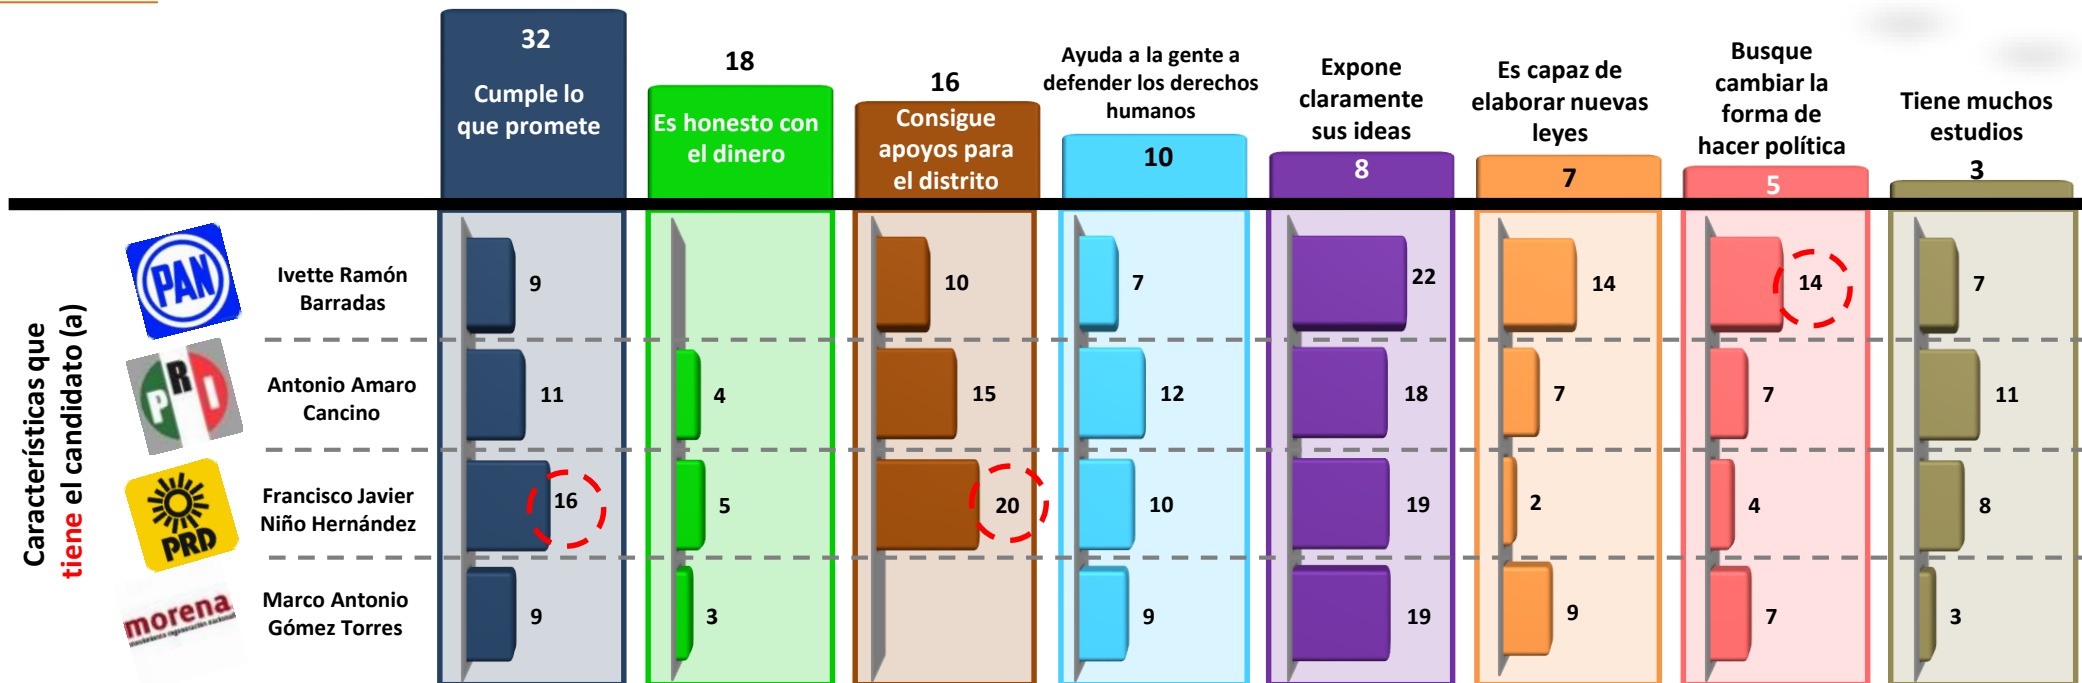 32
Cumple lo
que promete
18
Es honesto con
el dinero
16
Consigue
apoyos para
el distrito
Ayuda a la gente a
defender los derechos
humanos
10
Expone
claramente
sus ideas
8
Es capaz de
elaborar nuevas
leyes
7
Busque
cambiar la
forma de
hacer política
5
Tiene muchos
estudios
3
Características que
tiene el candidato (a)
PAN
Ivette Ramón
Barradas
9
10
7
22
14
14
7
PRI
Antonio Amaro
Cancino
11
4
15
12
18
7
7
11
PRD
Francisco Javier
Niño Hernández
16
5
20
10
19
2
4
8
morena
Marco Antonio
Gómez Torres
9
3
9
19
9
7
3